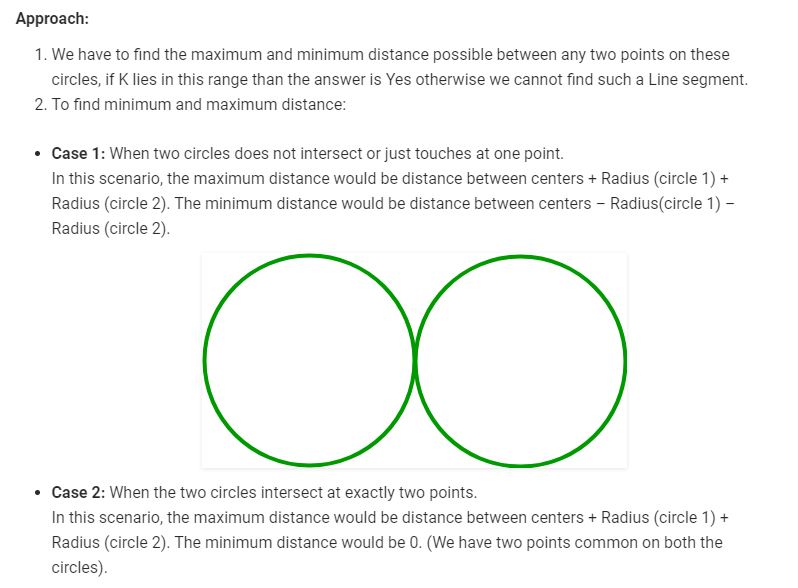 Approach:
1. We have to find the maximum and minimum distance possible between any two points on these
circles, if K lies in this range than the answer is Yes otherwise we cannot find such a Line segment.
2. To find minimum and maximum distance:
• Case 1: When two circles does not intersect or just touches at one point.
In this scenario, the maximum distance would be distance between centers + Radius (circle 1) +
Radius (circle 2). The minimum distance would be distance between centers – Radius(circle 1) –
Radius (circle 2).
• Case 2: When the two circles intersect at exactly two points.
In this scenario, the maximum distance would be distance between centers + Radius (circle 1) +
Radius (circle 2). The minimum distance would be 0. (We have two points common on both the
circles).